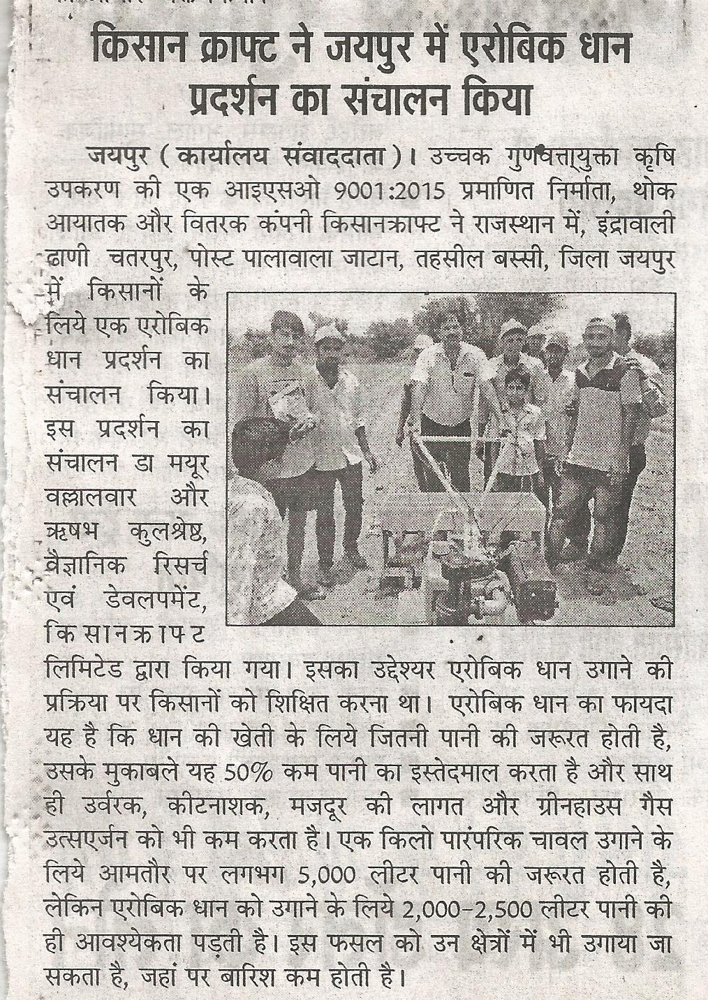 किसान क्राफ्ट ने जयपुर में एरोबिक धान
प्रदर्शन का संचालन किया
जयपुर (कार्यालय संवाददाता)। उच्चक गुणवत्ता्युक्ता कृषि
उपकरण की एक आइएसओ 9001:2015 प्रमाणित निर्माता, थोक
आयातक और वितरक कंपनी किसानक्राफ्ट ने राजस्थान में, इंद्रावाली
ढाणी चतरपुर, पोस्ट पालावाला जाटान, तहसील बस्सी, जिला जयपुर
में किसानों के
लिये एक एरोबिक
धान प्रदर्शन का
संचालन किया।
इस प्रदर्शन का
संचालन डा मयूर
वल्लालवार और
ऋषभ कुलश्रेष्ठ,
वैज्ञानिक रिसर्च
एवं डेवलपमेंट,
किसानक्राफ्ट
लिमिटेड द्वारा किया गया। इसका उद्देश्यर एरोबिक धान उगाने की
प्रक्रिया पर किसानों को शिक्षित करना था। एरोबिक धान का फायदा
यह है कि धान की खेती के लिये जितनी पानी की जरूरत होती है,
उसके मुकाबले यह 50% कम पानी का इस्तेदमाल करता है और साथ
ही उर्वरक, कीटनाशक, मजदूर की लागत और ग्रीनहाउस गैस
उत्सएर्जन को भी कम करता है। एक किलो पारंपरिक चावल उगाने के
लिये आमतौर पर लगभग 5,000 लीटर पानी की जरूरत होती है,
लेकिन एरोबिक धान को उगाने के लिये 2,000-2,500 लीटर पानी की
ही आवश्येकता पड़ती है। इस फसल को उन क्षेत्रों में भी उगाया जा
सकता है, जहां पर बारिश कम होती है।